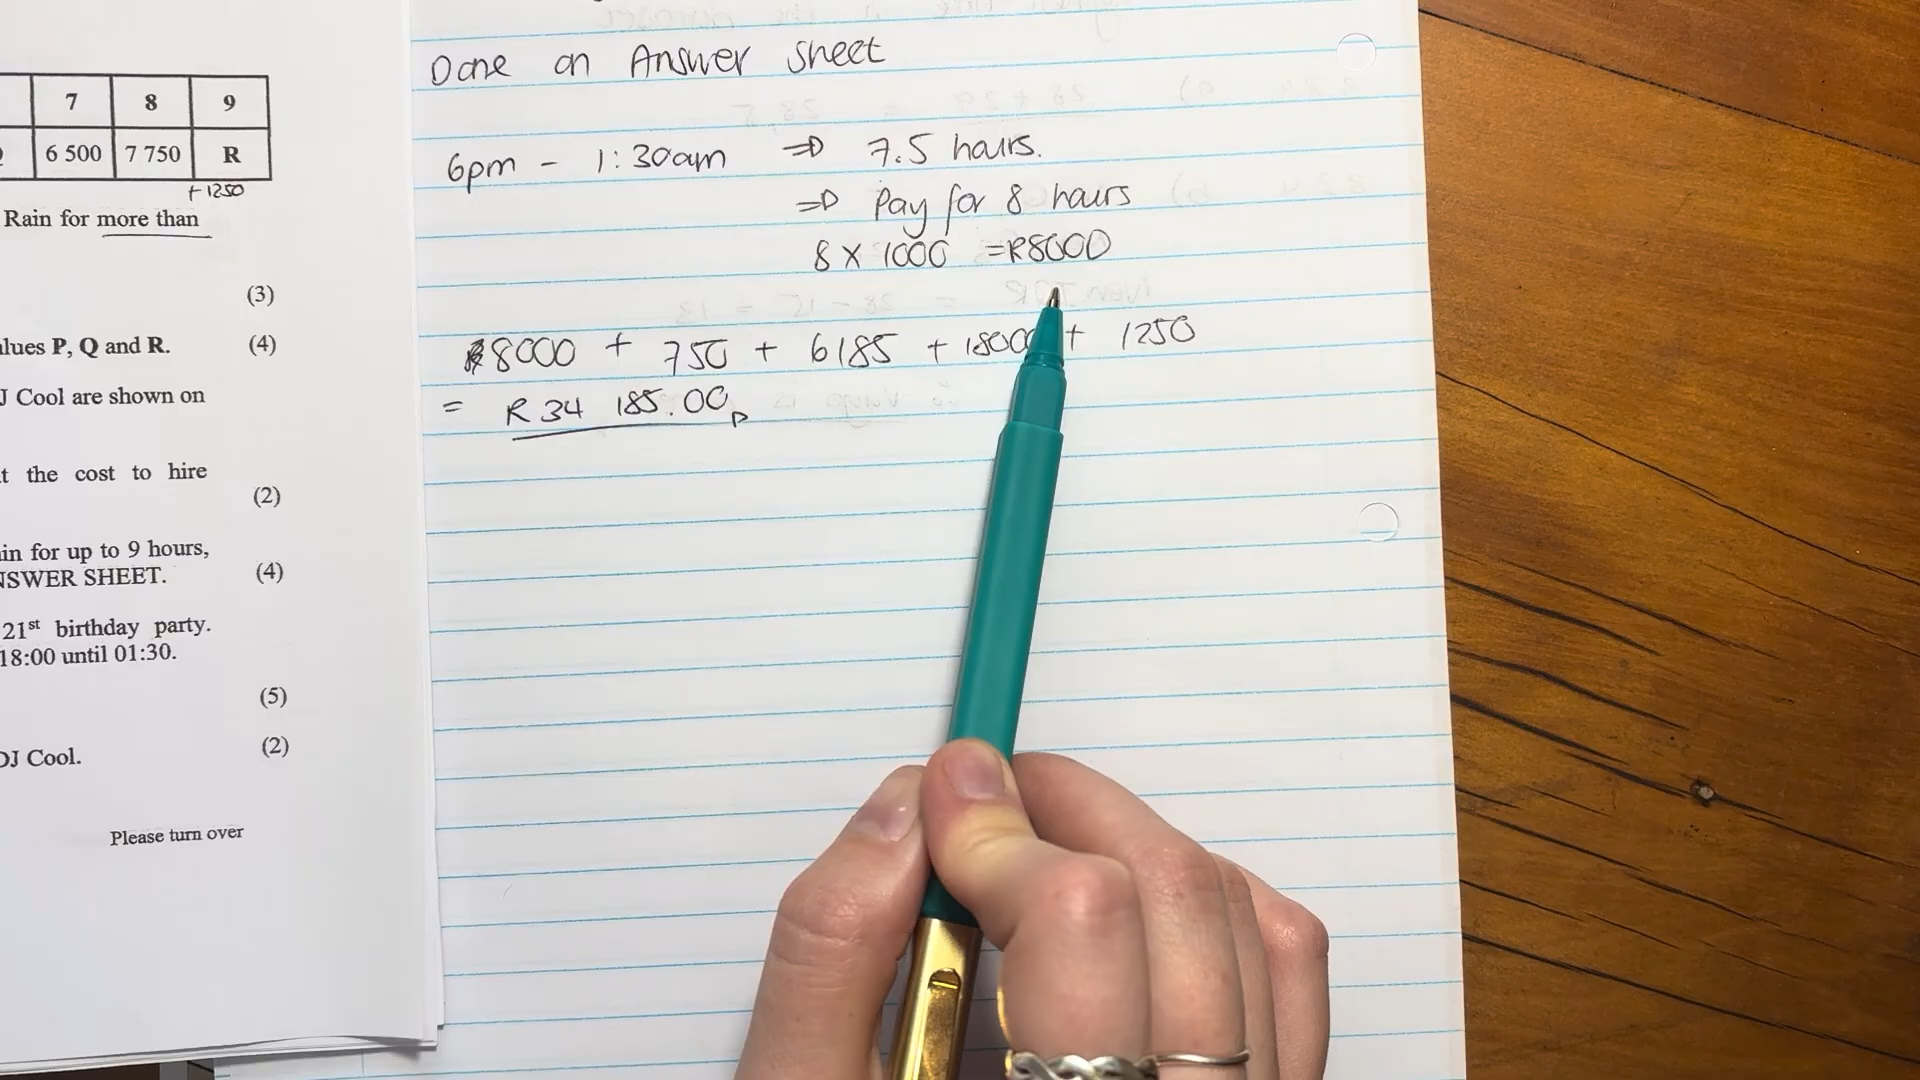 7 8 9
6 500 7 750 R
+ 1250
Rain for more than
(3)
lues P, Q and R. (4)
J Cool are shown on
t the cost to hire
(2)
in for up to 9 hours,
NSWER SHEET. (4)
21st birthday party.
18:00 until 01:30.
(5)
DJ Cool. (2)
Please turn over
Done on Answer Sheet
6pm - 1:30am ⇒ 7.5 hours.
⇒ Pay for 8 hours
8 x 1000 = R8000
8000 + 750 + 6185 + 18000 + 1250
= R 34 185.00